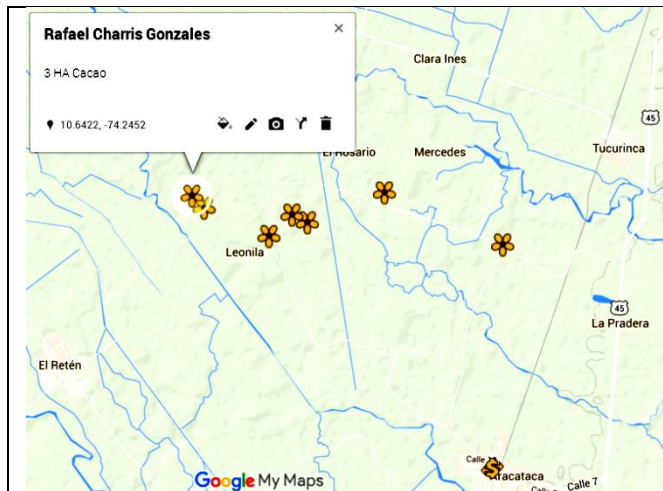 Rafael Charris Gonzales
3 HA Cacao
10.6422, -74.2452
Clara Ines
45
Tucurinca
El Rosario
Mercedes
Leonila
45
La Pradera
El Retén
S
Aracataca
Calle 7
Google My Maps